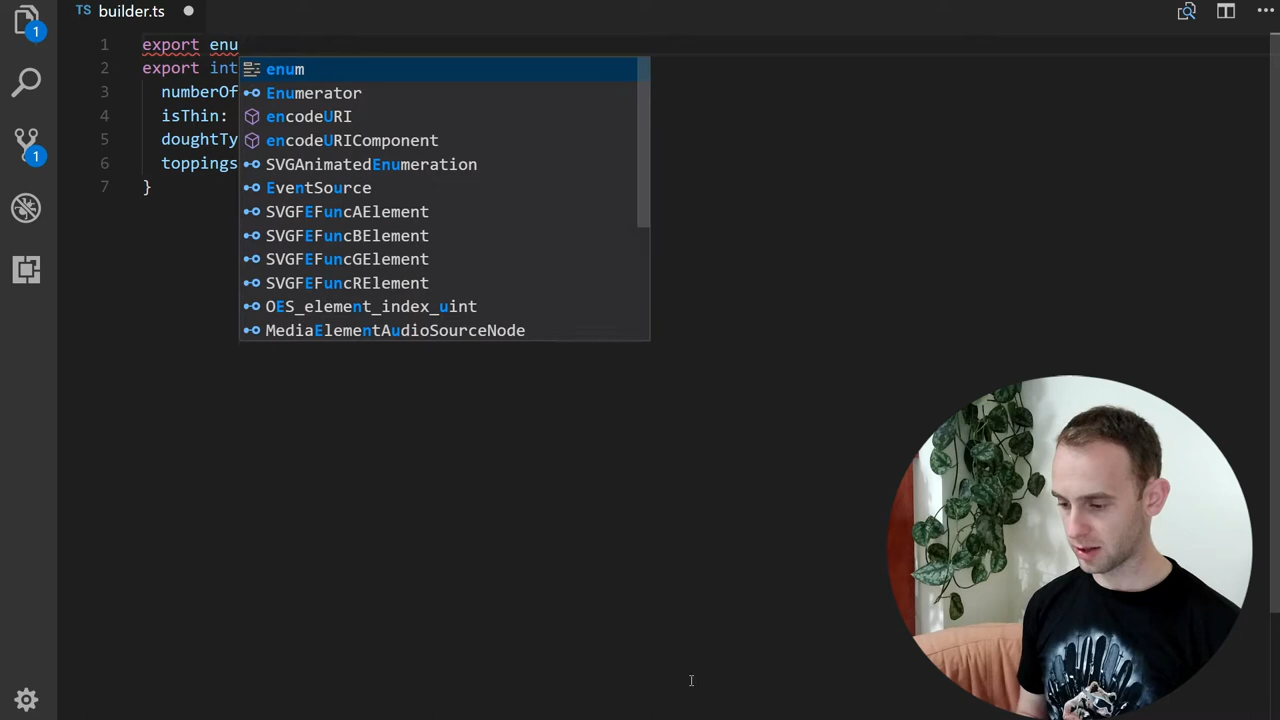 TS builder.ts
1
1 export enu
2 export int
3 numberOf
4 isThin:
5 doughtTy
6 toppings
7 }
enum
Enumerator
encodeURI
encodeURIComponent
SVGAnimatedEnumeration
EventSource
SVGFEFuncAElement
SVGFEFuncBElement
SVGFEFuncGElement
SVGFEFuncRElement
OES_element_index_uint
MediaElementAudioSourceNode
1